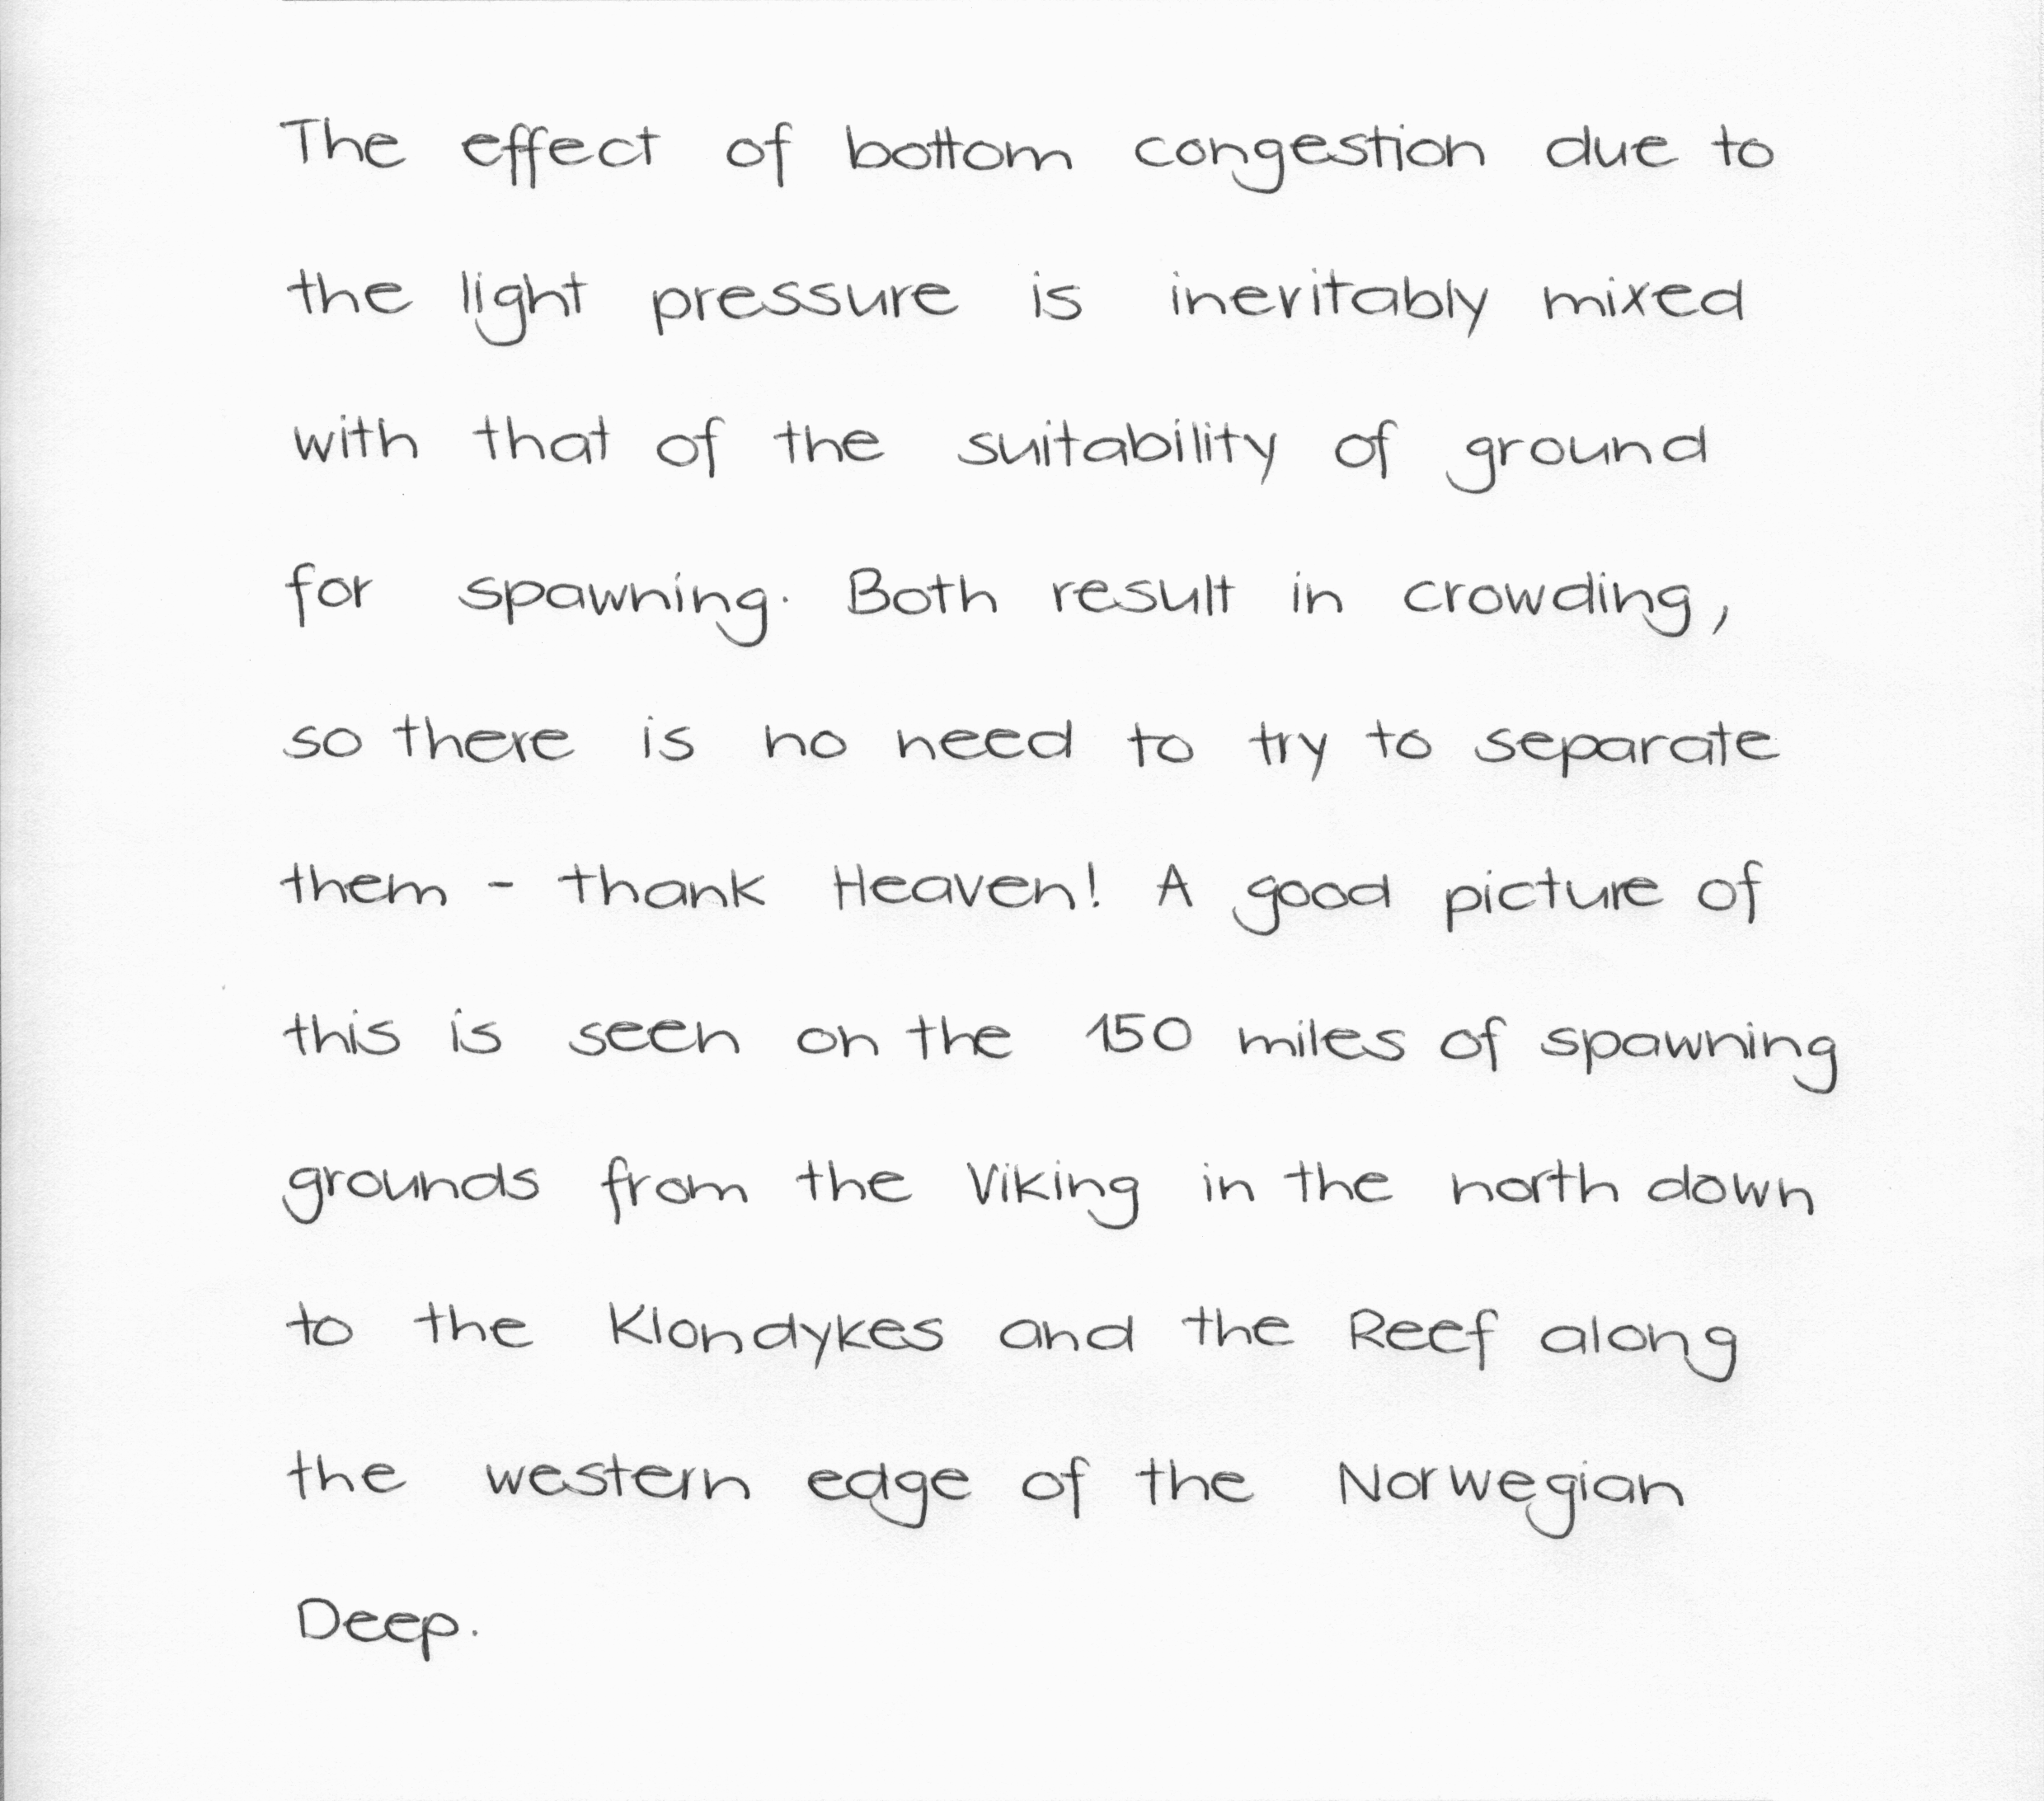 The effect of bottom congestion due to
the light pressure is inevitably mixed
with that of the suitability of ground
for spawning. Both result in crowding,
so there is no need to try to separate
them - thank Heaven! A good picture of
this is seen on the 150 miles of spawning
grounds from the Viking in the north down
to the Klondykes and the Reef along
the western edge of the Norwegian
Deep.